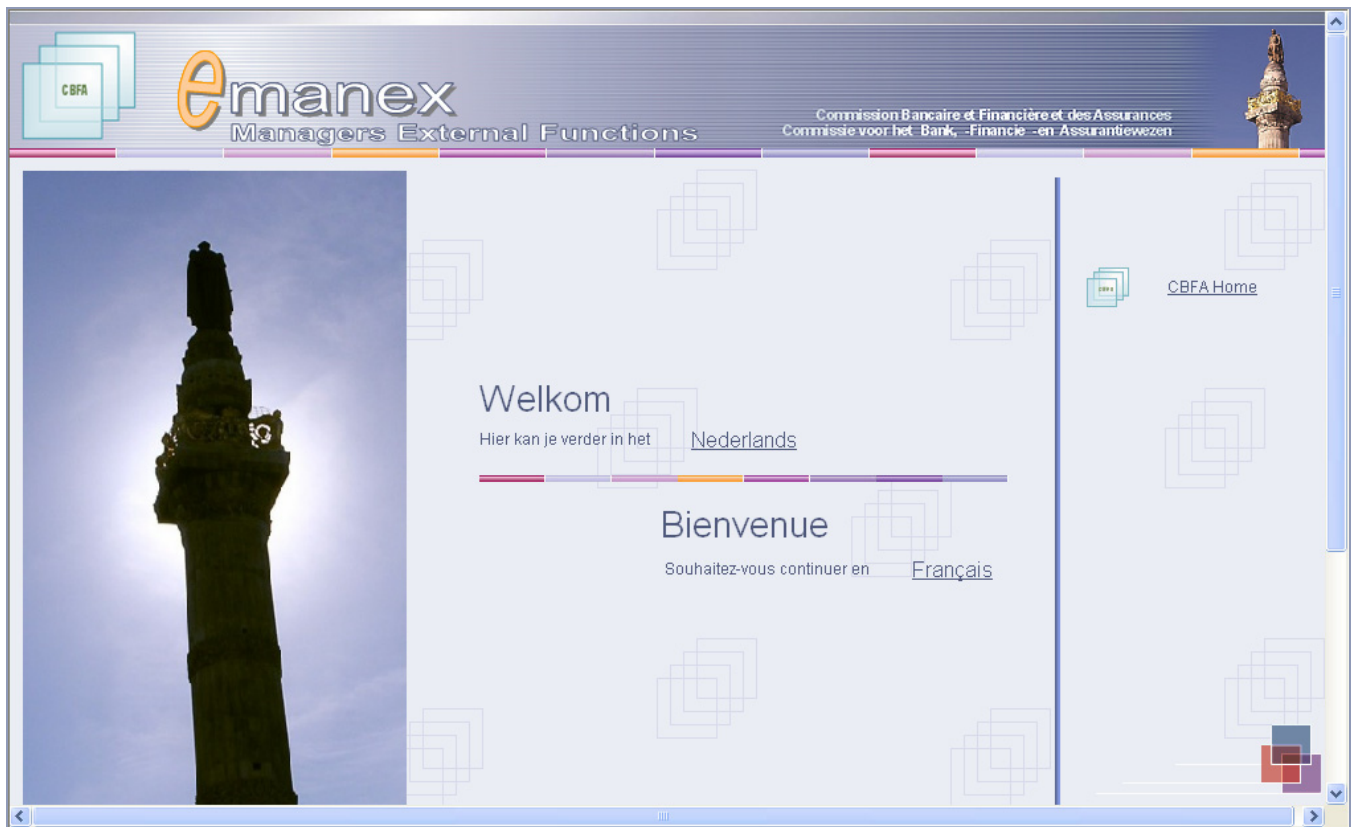 CBFA
emanex
Managers External Functions
Commission Bancaire et Financière et des Assurances
Commissie voor het Bank, -Financie -en Assurantiewezen
CBFA
CBFA Home
Welkom
Hier kan je verder in het Nederlands
Bienvenue
Souhaitez-vous continuer en Français